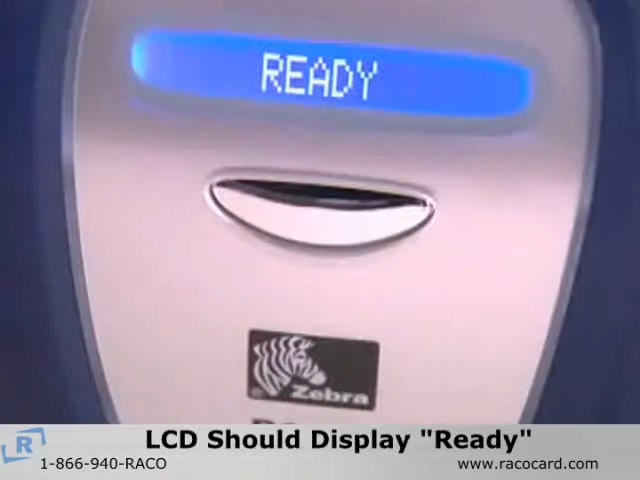 READY
Zebra
LCD Should Display "Ready"
R
1-866-940-RACO
www.racocard.com